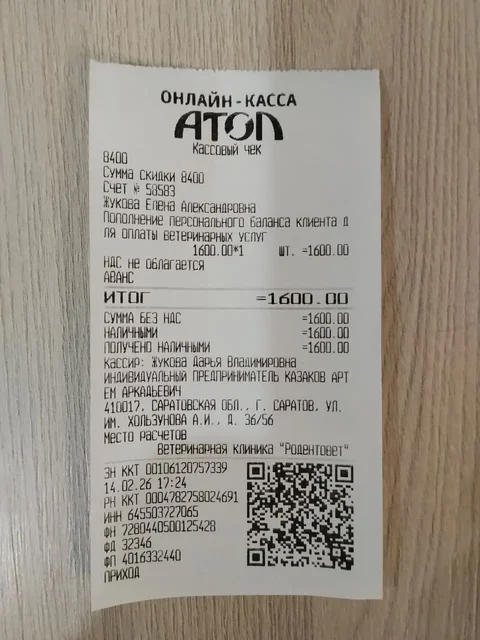 ОНЛАЙН-КАССА
АТОЛ
Кассовый чек
8400
Сумма скидки 8400
Счет № 58583
Жукова Елена Александровна
Пополнение персонального баланса клиента д
ля оплаты ветеринарных услуг
1600.00*1 шт. =1600.00
НДС не облагается
АВАНС
ИТОГ =1600.00
СУММА БЕЗ НДС =1600.00
НАЛИЧНЫМИ =1600.00
ПОЛУЧЕНО НАЛИЧНЫМИ =1600.00
Кассир: Жукова Дарья Владимировна
ИНДИВИДУАЛЬНЫЙ ПРЕДПРИНИМАТЕЛЬ КАЗАКОВ АРТ
ЕМ АРКАДЬЕВИЧ
410017, САРАТОВСКАЯ ОБЛ., Г. САРАТОВ, УЛ.
ИМ. ХОЛЬЗУНОВА А.И., Д. 36/56
Место расчетов
Ветеринарная клиника "Родентовет"
ЗН ККТ 00106120757339
14.02.26 17:24
РН ККТ 0004782758024691
ИНН 645503727065
ФН 7280440500125428
ФД 32346
ФП 4016332440
ПРИХОД